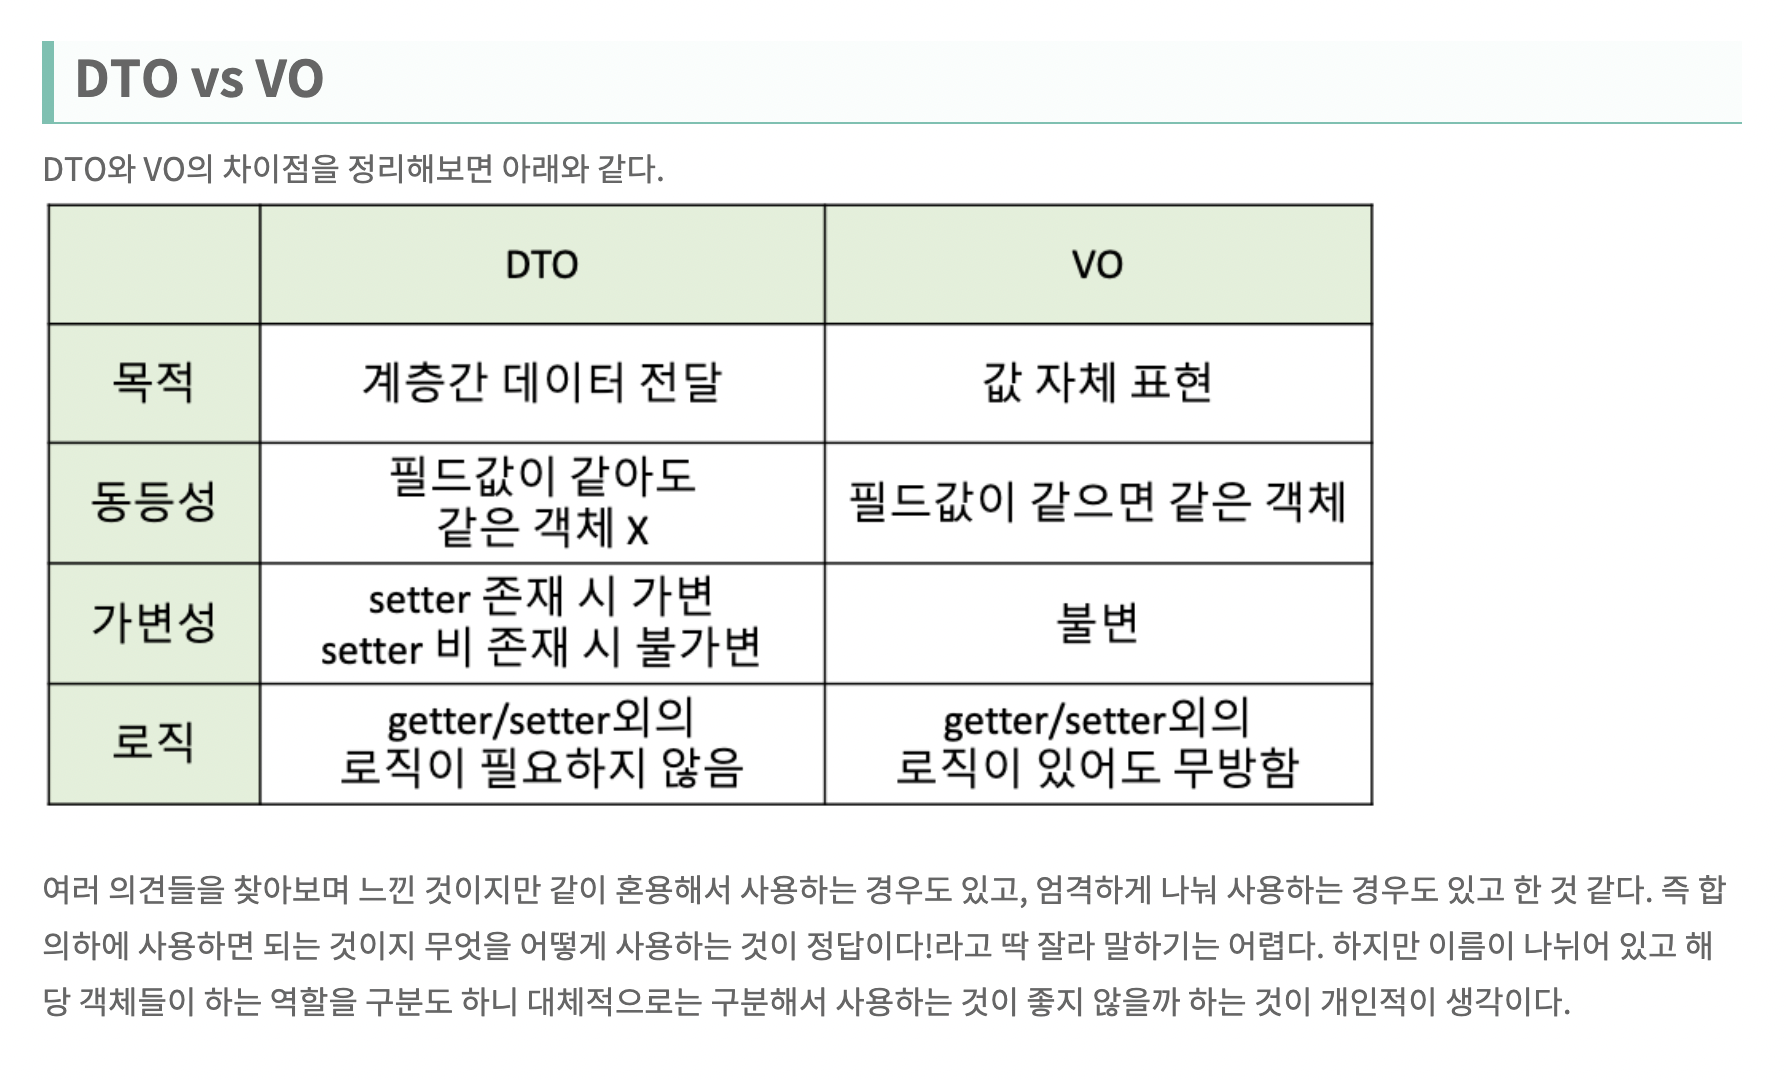 DTO vs VO
DTO와 VO의 차이점을 정리해보면 아래와 같다.
DTO VO
목적 계층간 데이터 전달 값 자체 표현
동등성 필드값이 같아도 같은 객체 X 필드값이 같으면 같은 객체
가변성 setter 존재 시 가변 setter 비 존재 시 불가변 불변
로직 getter/setter외의 로직이 필요하지 않음 getter/setter외의 로직이 있어도 무방함
여러 의견들을 찾아보며 느낀 것이지만 같이 혼용해서 사용하는 경우도 있고, 엄격하게 나눠 사용하는 경우도 있고 한 것 같다. 즉 합
의하에 사용하면 되는 것이지 무엇을 어떻게 사용하는 것이 정답이다!라고 딱 잘라 말하기는 어렵다. 하지만 이름이 나뉘어 있고 해
당 객체들이 하는 역할을 구분도 하니 대체적으로는 구분해서 사용하는 것이 좋지 않을까 하는 것이 개인적이 생각이다.